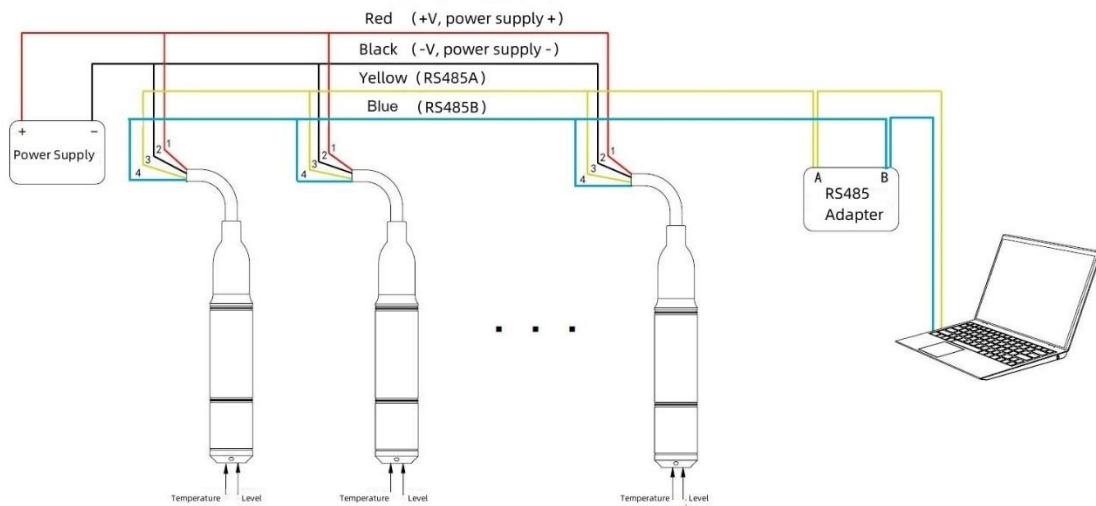 Red (+V, power supply +)
Black (-V, power supply -)
Yellow (RS485A)
Blue (RS485B)
+ −
Power Supply
1
2
3
4
1
2
3
4
1
2
3
4
A B
RS485
Adapter
Temperature Level
Temperature Level
Temperature Level